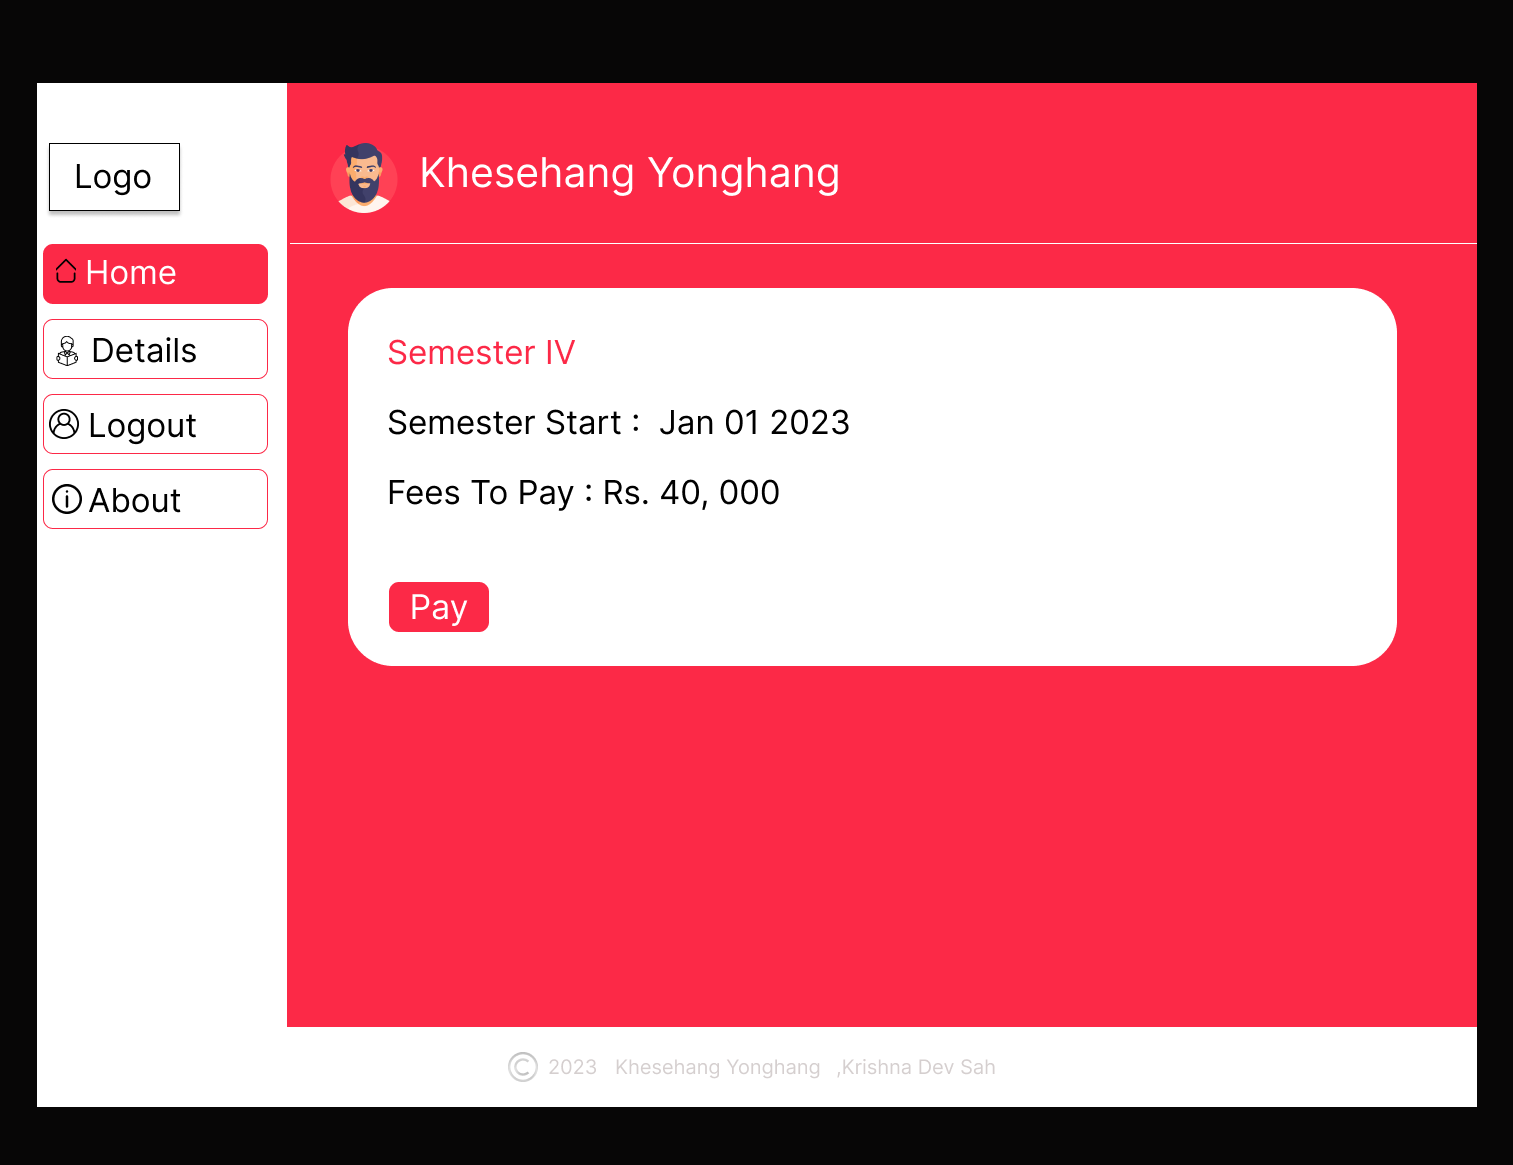 Logo
Khesehang Yonghang
Home
Details
Logout
About
Semester IV
Semester Start :  Jan 01 2023
Fees To Pay : Rs. 40, 000
Pay
© 2023 Khesehang Yonghang ,Krishna Dev Sah